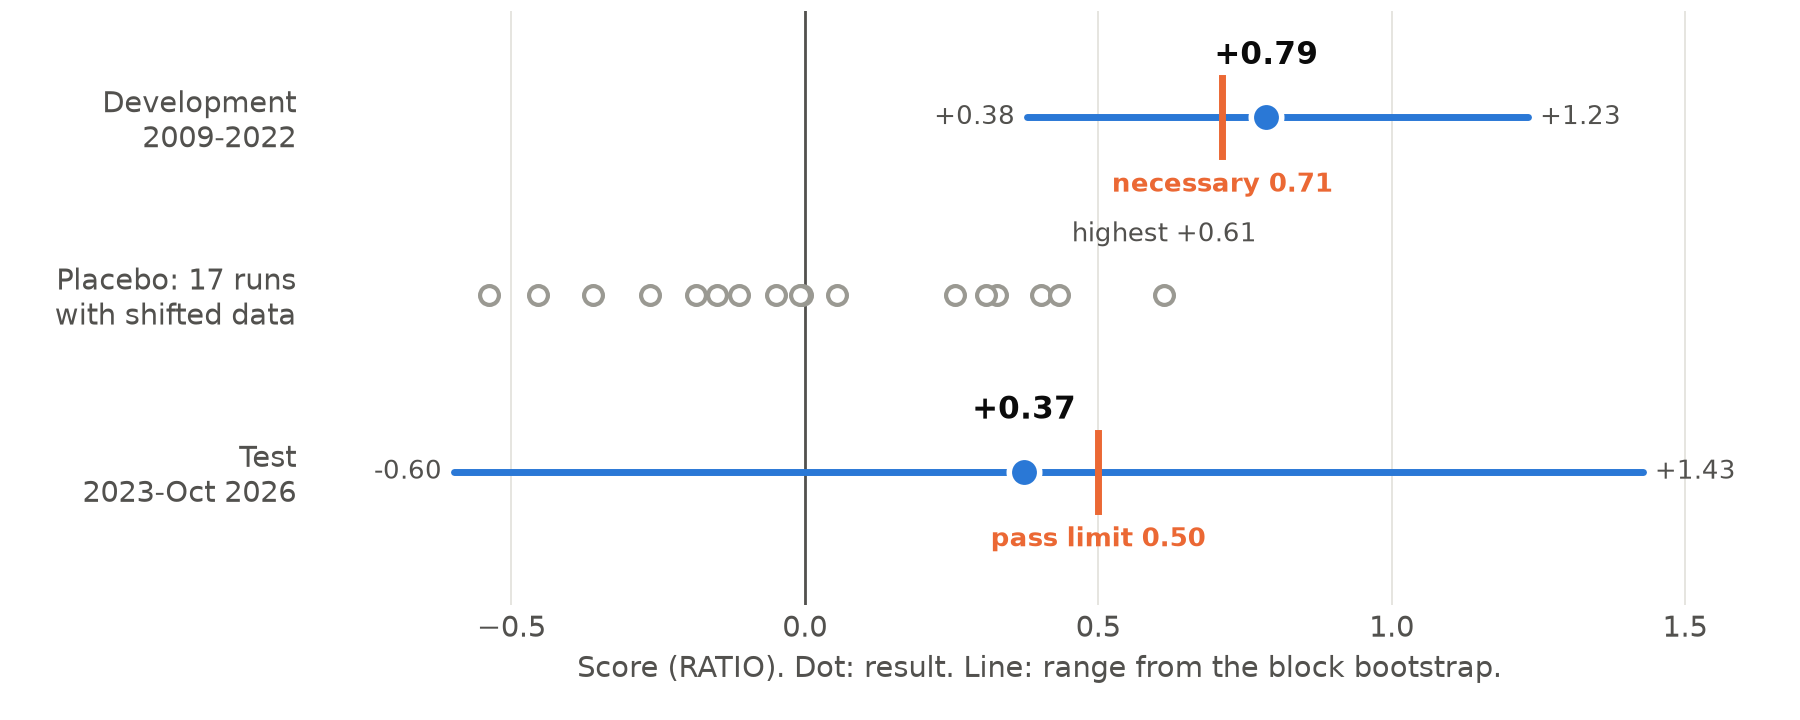 +0.79
Development
2009-2022
+0.38
+1.23
necessary 0.71
highest +0.61
Placebo: 17 runs
with shifted data
+0.37
Test
2023-Oct 2026
-0.60
+1.43
pass limit 0.50
−0.5
0.0
0.5
1.0
1.5
Score (RATIO). Dot: result. Line: range from the block bootstrap.